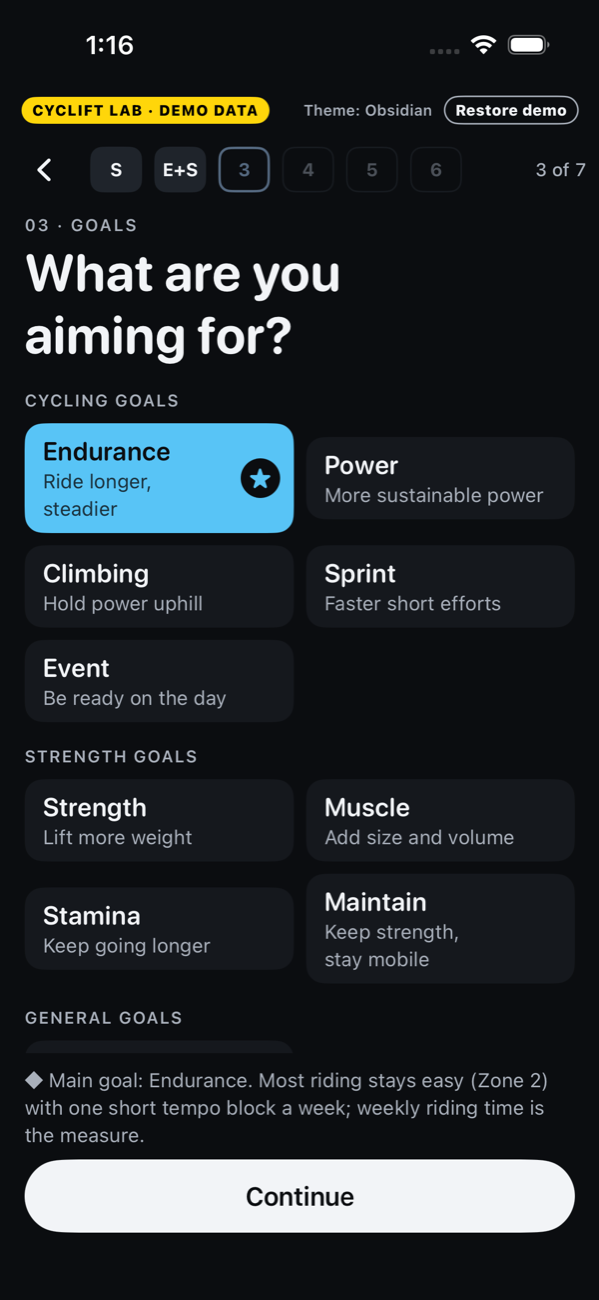 1:16
CYCLIFT LAB · DEMO DATA
Theme: Obsidian
Restore demo
S
E+S
3
4
5
6
3 of 7
03 · GOALS
What are you
aiming for?
CYCLING GOALS
Endurance
Ride longer,
steadier
Power
More sustainable power
Climbing
Hold power uphill
Sprint
Faster short efforts
Event
Be ready on the day
STRENGTH GOALS
Strength
Lift more weight
Muscle
Add size and volume
Stamina
Keep going longer
Maintain
Keep strength,
stay mobile
GENERAL GOALS
◆ Main goal: Endurance. Most riding stays easy (Zone 2)
with one short tempo block a week; weekly riding time is
the measure.
Continue